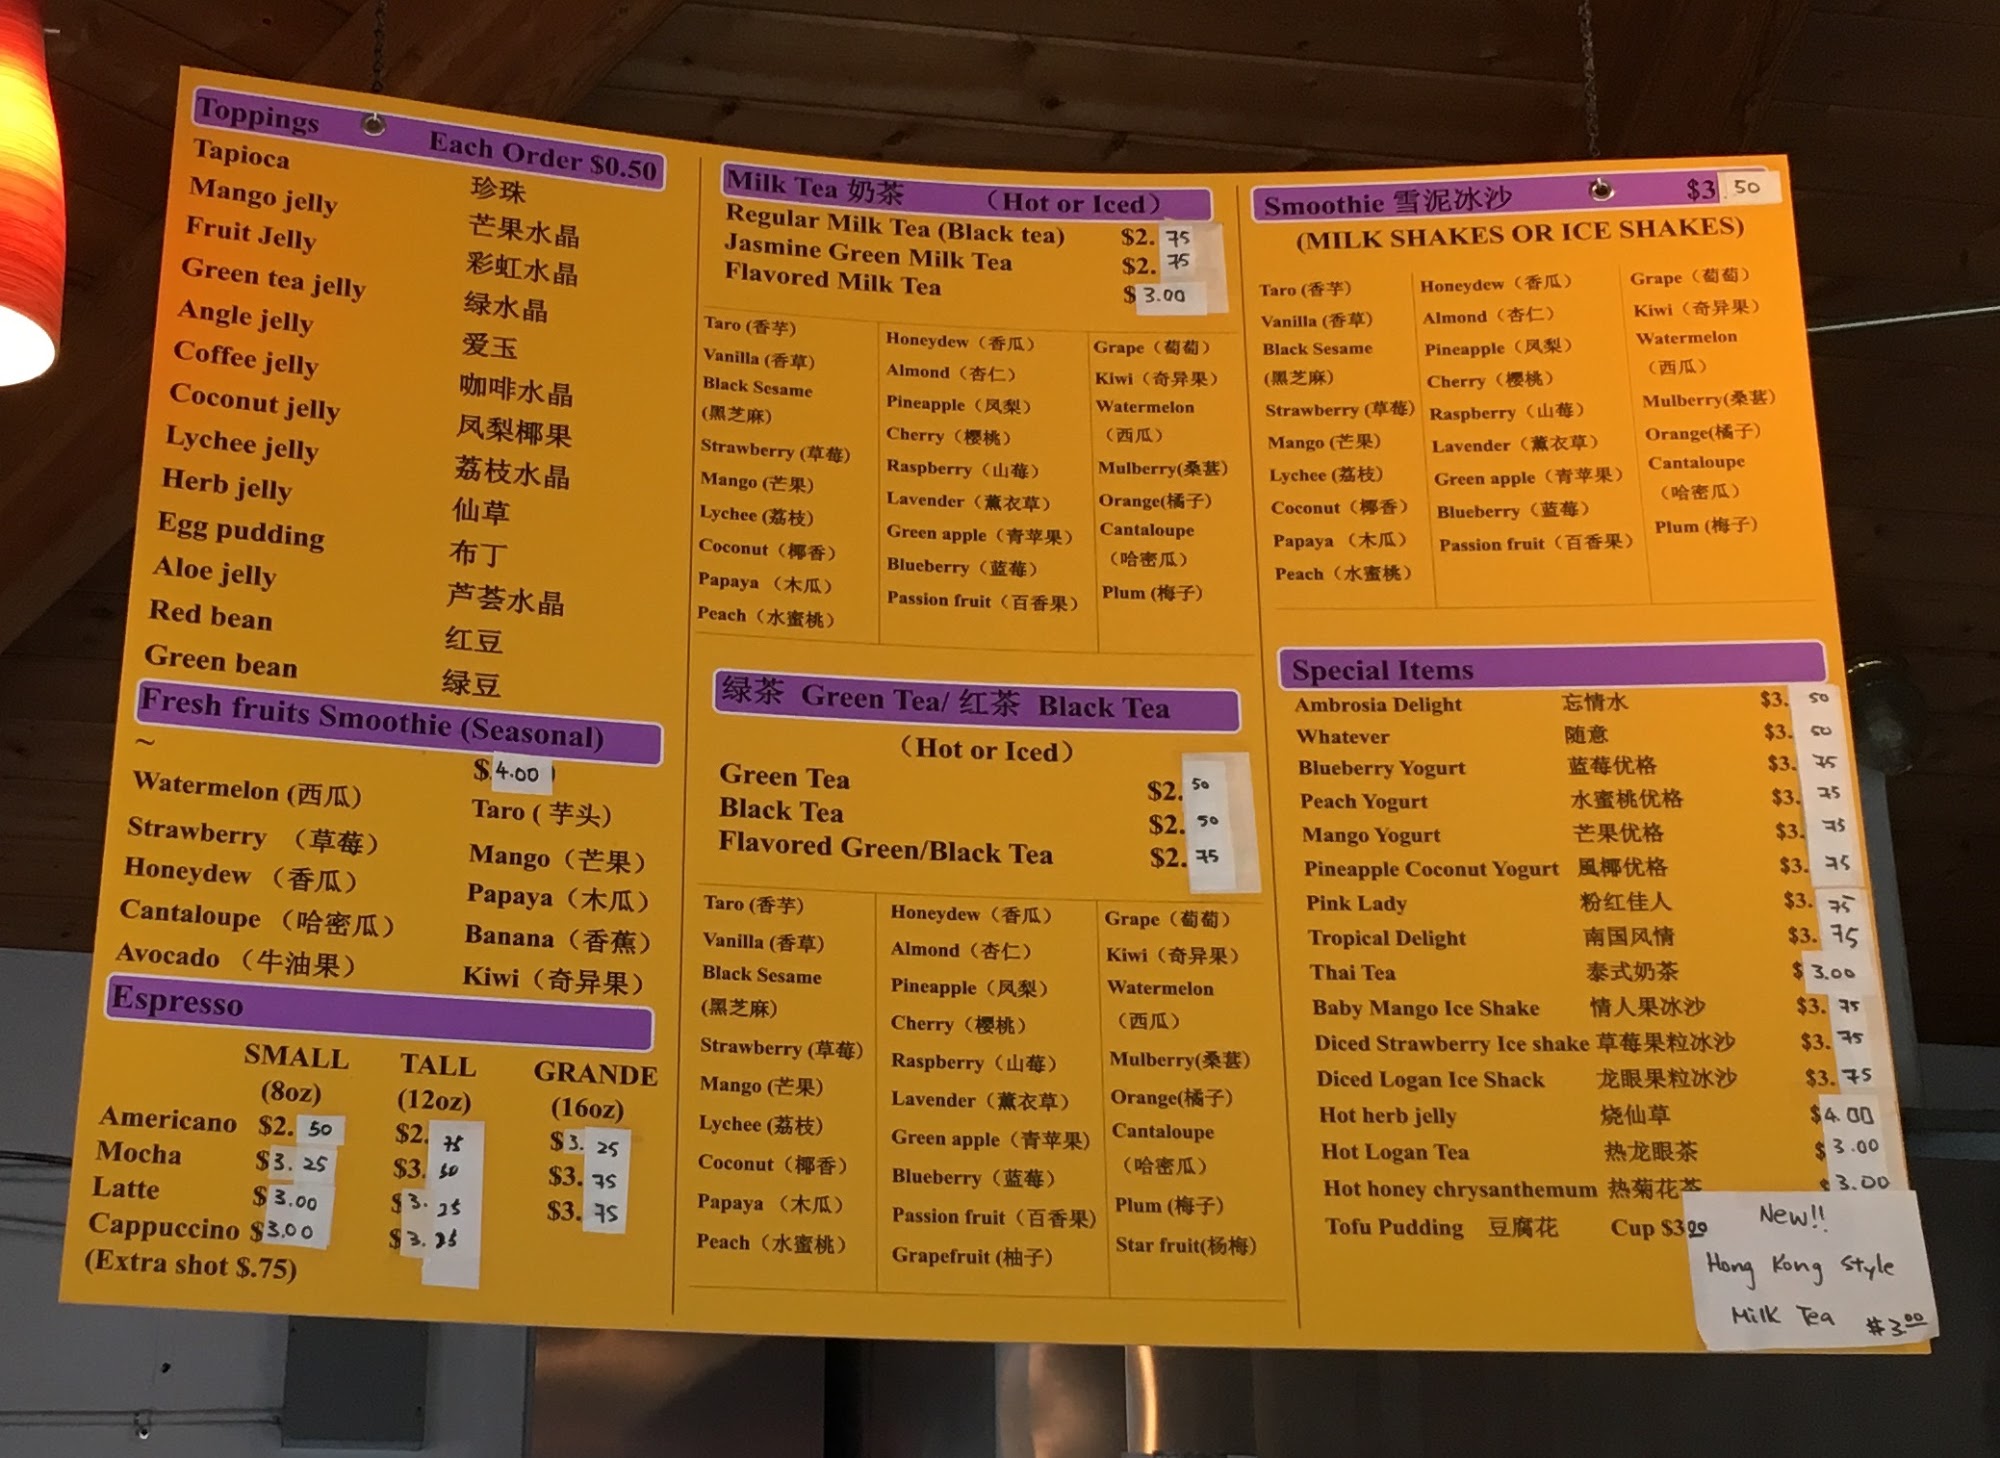 Toppings Each Order $0.50
Tapioca 珍珠
Mango jelly 芒果水晶
Fruit Jelly 彩虹水晶
Green tea jelly 绿水晶
Angle jelly 爱玉
Coffee jelly 咖啡水晶
Coconut jelly 凤梨椰果
Lychee jelly 荔枝水晶
Herb jelly 仙草
Egg pudding 布丁
Aloe jelly 芦荟水晶
Red bean 红豆
Green bean 绿豆
Fresh fruits Smoothie (Seasonal)
~ $4.00
Watermelon (西瓜) Taro ( 芋头)
Strawberry （草莓） Mango（芒果）
Honeydew （香瓜） Papaya（木瓜）
Cantaloupe （哈密瓜） Banana（香蕉）
Avocado （牛油果） Kiwi（奇异果）
Espresso
SMALL TALL GRANDE
(8oz) (12oz) (16oz)
Americano $2.50 $2.75 $3.25
Mocha $3.25 $3.50 $3.75
Latte $3.00 $3.25 $3.75
Cappuccino $3.00 $3.25
(Extra shot $.75)
Milk Tea 奶茶 （Hot or Iced）
Regular Milk Tea (Black tea) $2.75
Jasmine Green Milk Tea $2.75
Flavored Milk Tea $3.00
Taro (香芋)
Vanilla (香草)
Black Sesame
(黑芝麻)
Strawberry (草莓)
Mango (芒果)
Lychee (荔枝)
Coconut（椰香）
Papaya （木瓜）
Peach（水蜜桃）
Honeydew（香瓜）
Almond（杏仁）
Pineapple（凤梨）
Cherry（樱桃）
Raspberry（山莓）
Lavender（薰衣草）
Green apple（青苹果）
Blueberry（蓝莓）
Passion fruit（百香果）
Grape（萄萄）
Kiwi（奇异果）
Watermelon
（西瓜）
Mulberry(桑葚)
Orange(橘子)
Cantaloupe
（哈密瓜）
Plum (梅子)
绿茶 Green Tea/ 红茶 Black Tea
（Hot or Iced）
Green Tea $2.50
Black Tea $2.50
Flavored Green/Black Tea $2.75
Taro (香芋)
Vanilla (香草)
Black Sesame
(黑芝麻)
Strawberry (草莓)
Mango (芒果)
Lychee (荔枝)
Coconut（椰香）
Papaya （木瓜）
Peach（水蜜桃）
Honeydew（香瓜）
Almond（杏仁）
Pineapple（凤梨）
Cherry（樱桃）
Raspberry（山莓）
Lavender（薰衣草）
Green apple（青苹果）
Blueberry（蓝莓）
Passion fruit（百香果）
Grapefruit (柚子)
Grape（萄萄）
Kiwi（奇异果）
Watermelon
（西瓜）
Mulberry(桑葚)
Orange(橘子)
Cantaloupe
（哈密瓜）
Plum (梅子)
Star fruit(杨梅)
Smoothie 雪泥冰沙 $3.50
(MILK SHAKES OR ICE SHAKES)
Taro (香芋)
Vanilla (香草)
Black Sesame
(黑芝麻)
Strawberry (草莓)
Mango (芒果)
Lychee (荔枝)
Coconut（椰香）
Papaya （木瓜）
Peach（水蜜桃）
Honeydew（香瓜）
Almond（杏仁）
Pineapple（凤梨）
Cherry（樱桃）
Raspberry（山莓）
Lavender（薰衣草）
Green apple（青苹果）
Blueberry（蓝莓）
Passion fruit（百香果）
Grape（萄萄）
Kiwi（奇异果）
Watermelon
（西瓜）
Mulberry(桑葚)
Orange(橘子)
Cantaloupe
（哈密瓜）
Plum (梅子)
Special Items
Ambrosia Delight 忘情水 $3.50
Whatever 随意 $3.50
Blueberry Yogurt 蓝莓优格 $3.75
Peach Yogurt 水蜜桃优格 $3.75
Mango Yogurt 芒果优格 $3.75
Pineapple Coconut Yogurt 風椰优格 $3.75
Pink Lady 粉红佳人 $3.75
Tropical Delight 南国风情 $3.75
Thai Tea 泰式奶茶 $3.00
Baby Mango Ice Shake 情人果冰沙 $3.75
Diced Strawberry Ice shake 草莓果粒冰沙 $3.75
Diced Logan Ice Shack 龙眼果粒冰沙 $3.75
Hot herb jelly 烧仙草 $4.00
Hot Logan Tea 热龙眼茶 $3.00
Hot honey chrysanthemum 热菊花茶 $3.00
Tofu Pudding 豆腐花 Cup $3.00
New!!
Hong Kong Style
Milk Tea $3.00